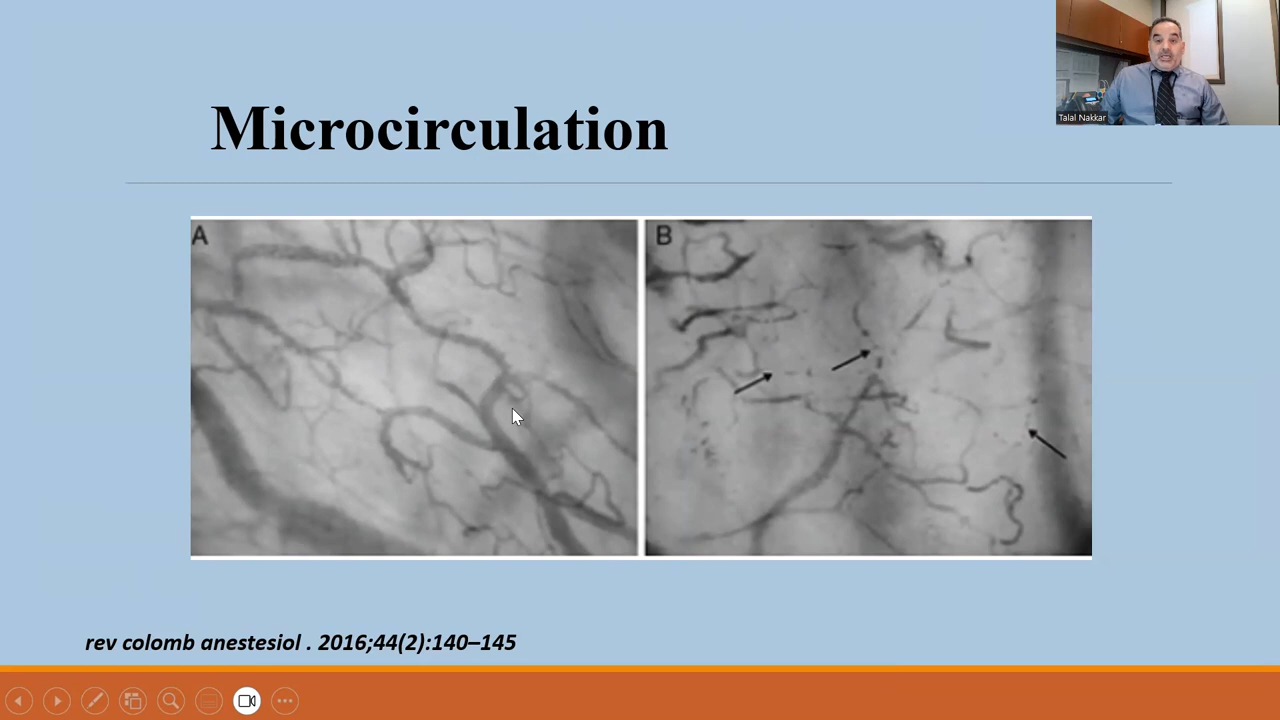 Microcirculation
Talal Nakkar
A
B
rev colomb anestesiol . 2016;44(2):140–145